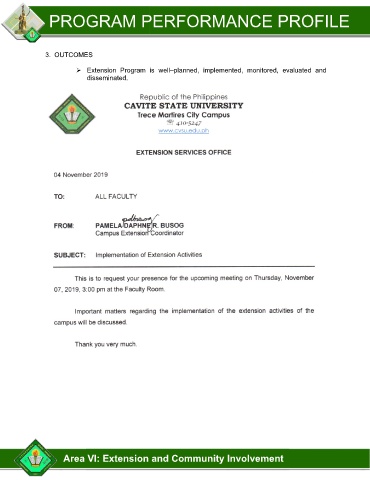 PROGRAM PERFORMANCE PROFILE
3. OUTCOMES
➢ Extension Program is well–planned, implemented, monitored, evaluated and
disseminated.
Republic of the Philippines
CAVITE STATE UNIVERSITY
Trece Martires City Campus
☏ 410-5247
www.cvsu.edu.ph
EXTENSION SERVICES OFFICE
04 November 2019
TO: ALL FACULTY
FROM: PAMELA DAPHNE R. BUSOG
Campus Extension Coordinator
SUBJECT: Implementation of Extension Activities
This is to request your presence for the upcoming meeting on Thursday, November
07, 2019, 3:00 pm at the Faculty Room.
Important matters regarding the implementation of the extension activities of the
campus will be discussed.
Thank you very much.
Area VI: Extension and Community Involvement